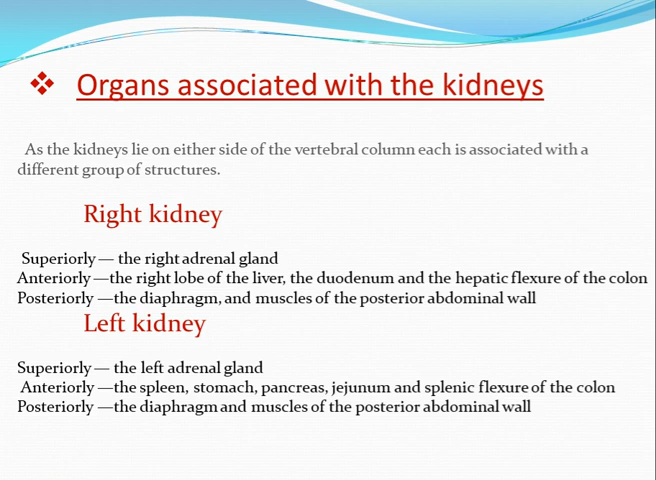 ❖ Organs associated with the kidneys
As the kidneys lie on either side of the vertebral column each is associated with a
different group of structures.
Right kidney
Superiorly — the right adrenal gland
Anteriorly —the right lobe of the liver, the duodenum and the hepatic flexure of the colon
Posteriorly —the diaphragm, and muscles of the posterior abdominal wall
Left kidney
Superiorly — the left adrenal gland
Anteriorly —the spleen, stomach, pancreas, jejunum and splenic flexure of the colon
Posteriorly —the diaphragm and muscles of the posterior abdominal wall